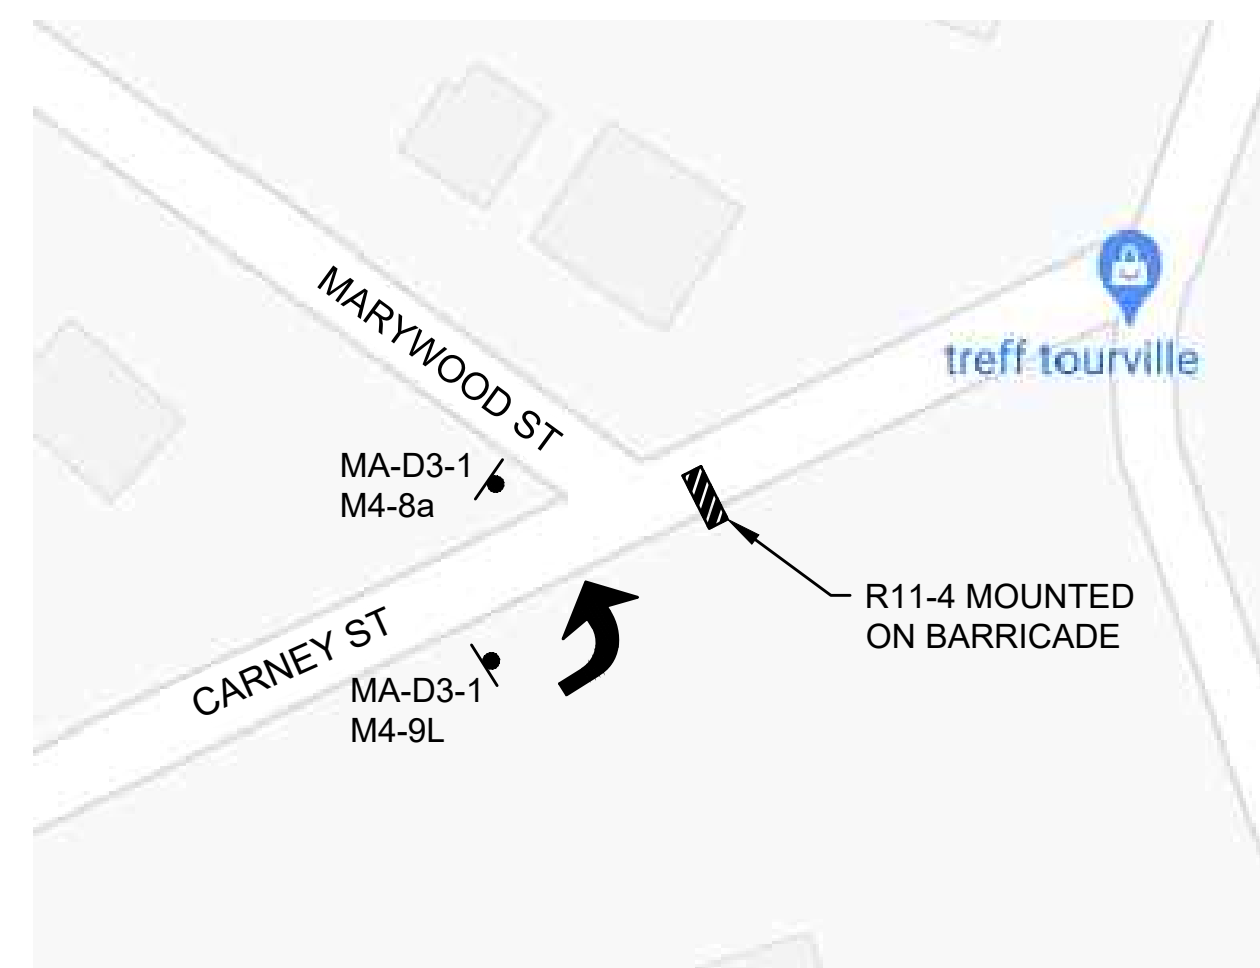 MARYWOOD ST
treff tourville
MA-D3-1
M4-8a
R11-4 MOUNTED
ON BARRICADE
CARNEY ST
MA-D3-1
M4-9L